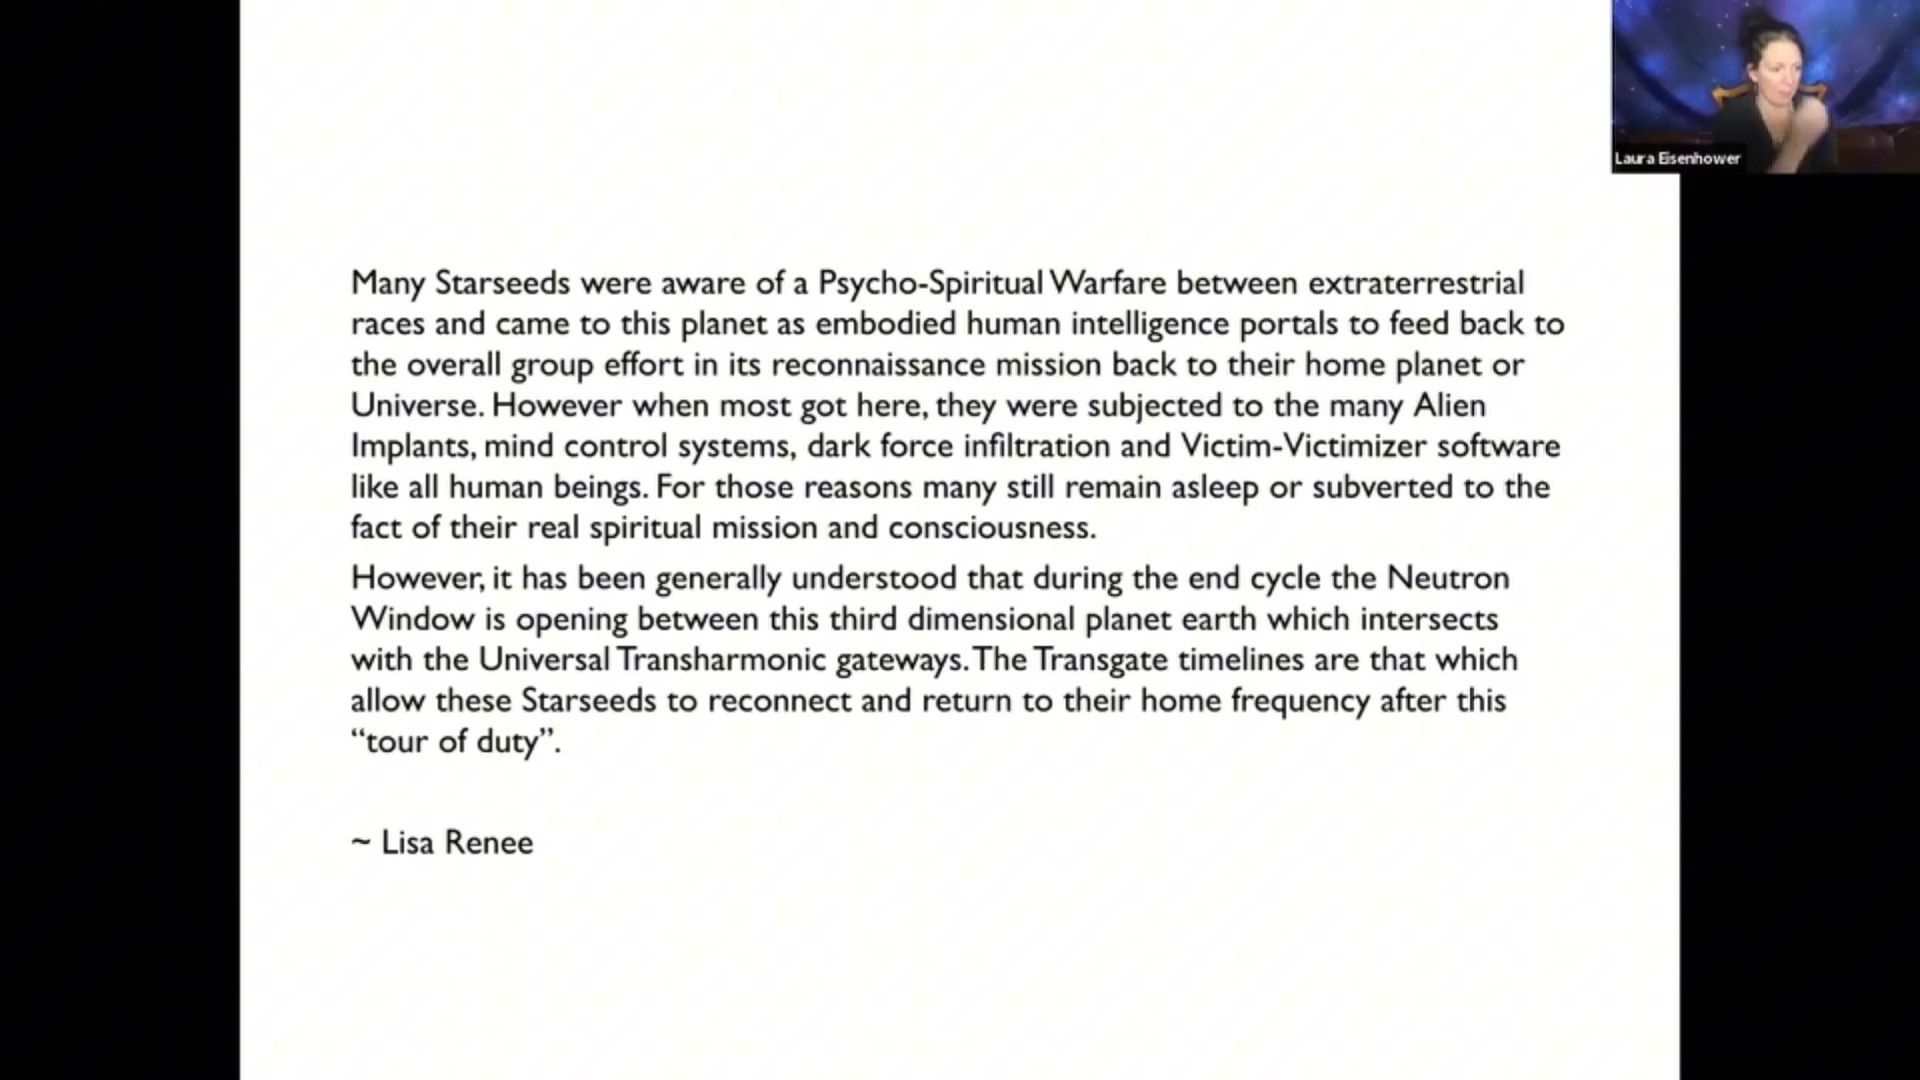 Laura Eisenhower
Many Starseeds were aware of a Psycho-Spiritual Warfare between extraterrestrial
races and came to this planet as embodied human intelligence portals to feed back to
the overall group effort in its reconnaissance mission back to their home planet or
Universe. However when most got here, they were subjected to the many Alien
Implants, mind control systems, dark force infiltration and Victim-Victimizer software
like all human beings. For those reasons many still remain asleep or subverted to the
fact of their real spiritual mission and consciousness.
However, it has been generally understood that during the end cycle the Neutron
Window is opening between this third dimensional planet earth which intersects
with the Universal Transharmonic gateways. The Transgate timelines are that which
allow these Starseeds to reconnect and return to their home frequency after this
“tour of duty”.
~ Lisa Renee